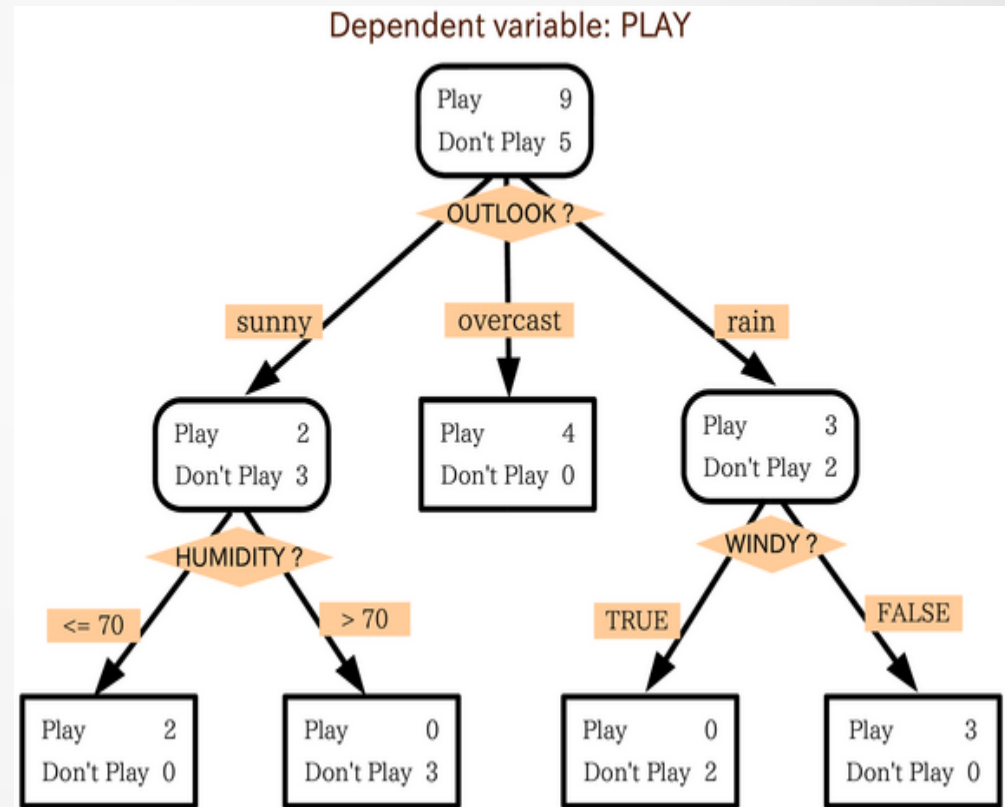 Dependent variable: PLAY
Play 9
Don't Play 5
OUTLOOK ?
sunny
overcast
rain
Play 2
Don't Play 3
Play 4
Don't Play 0
Play 3
Don't Play 2
HUMIDITY ?
WINDY ?
<= 70
> 70
TRUE
FALSE
Play 2
Don't Play 0
Play 0
Don't Play 3
Play 0
Don't Play 2
Play 3
Don't Play 0